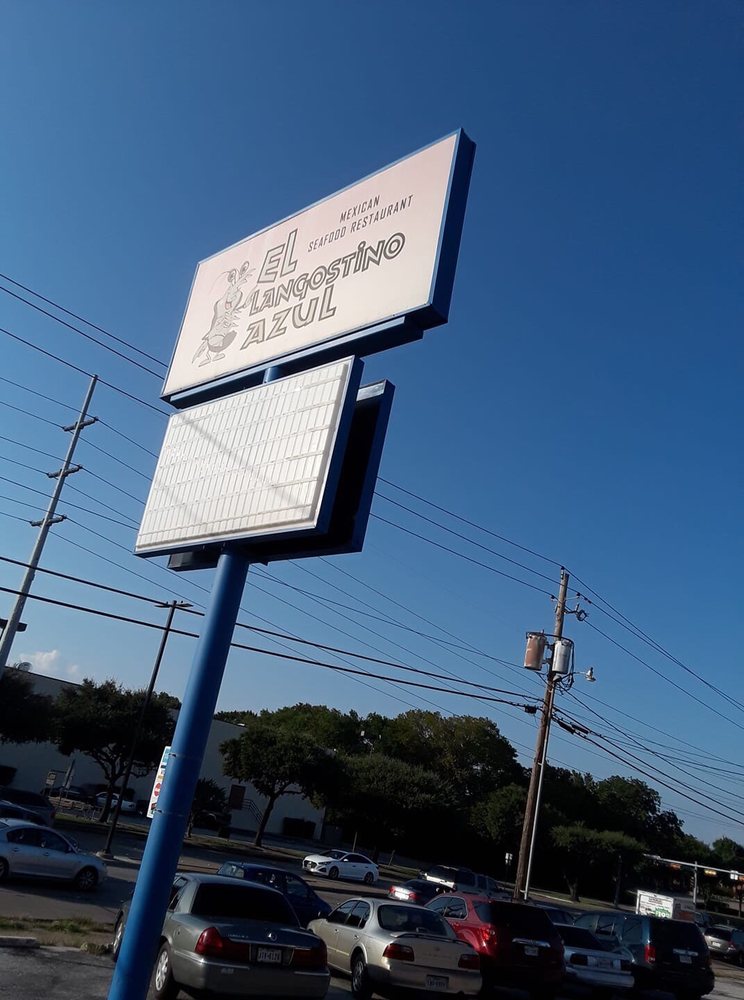 MEXICAN
SEAFOOD RESTAURANT
EL
LANGOSTINO
AZUL